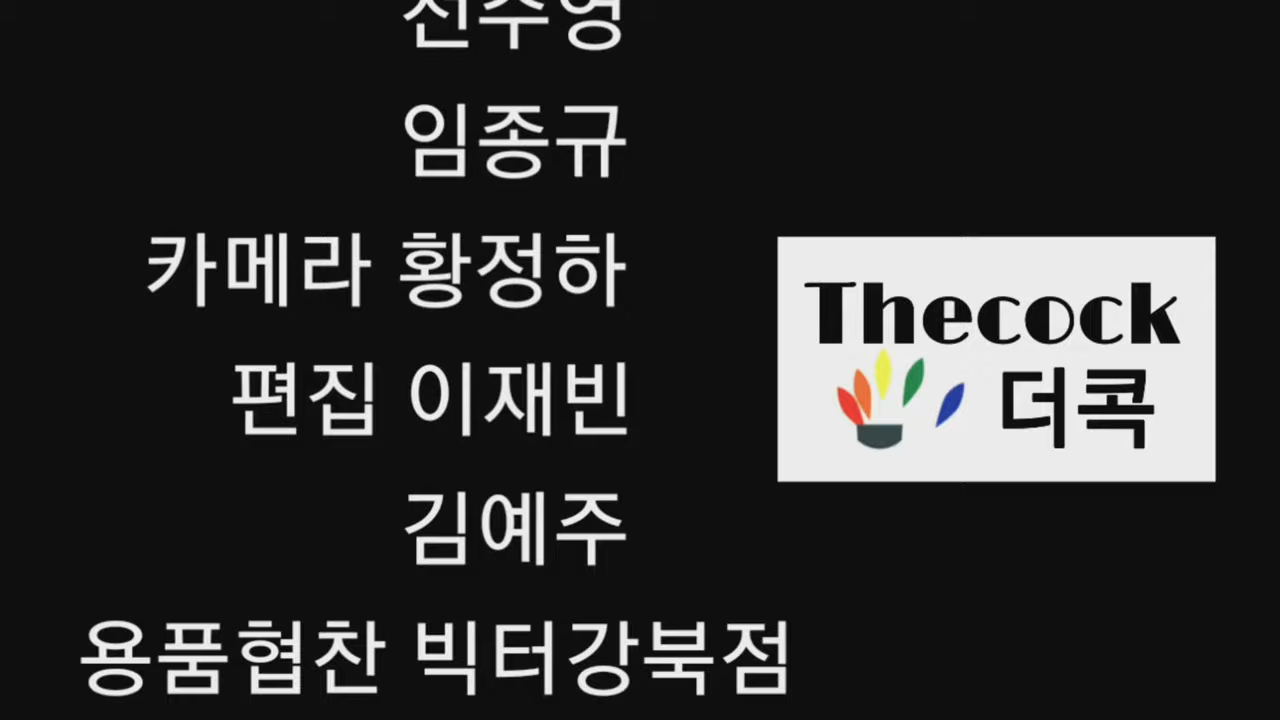 임종규
카메라 황정하
편집 이재빈
김예주
용품협찬 빅터강북점
Thecock
더콕